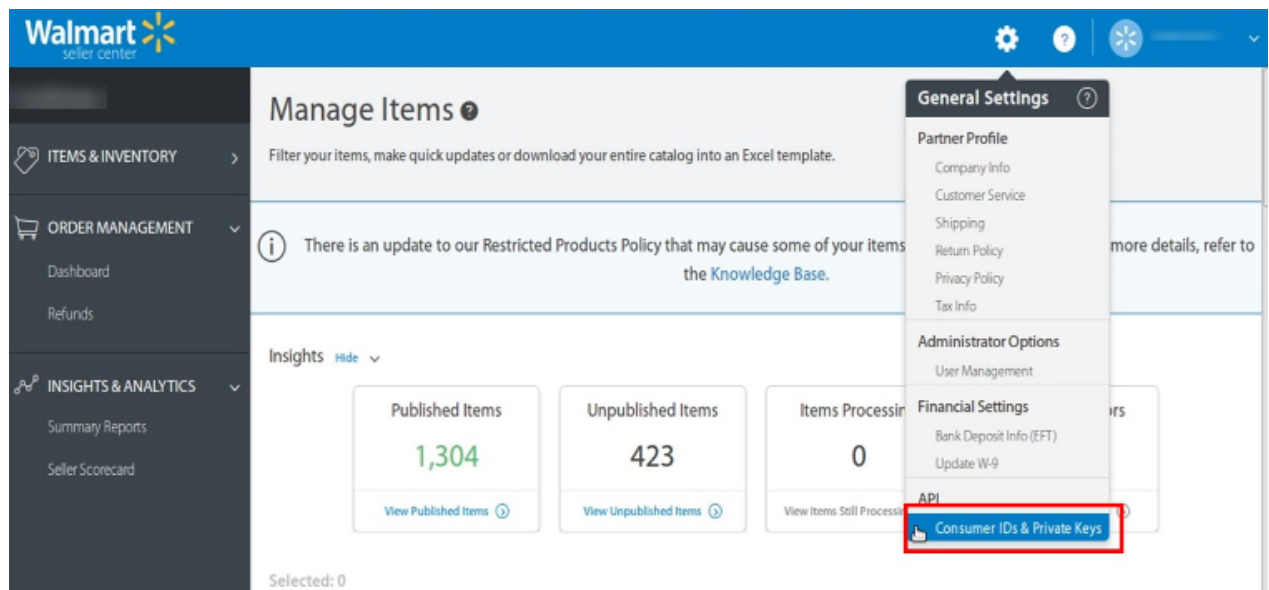 Walmart
seller center
?
ITEMS & INVENTORY
ORDER MANAGEMENT
Dashboard
Refunds
INSIGHTS & ANALYTICS
Summary Reports
Seller Scorecard
Manage Items ?
Filter your items, make quick updates or download your entire catalog into an Excel template.
There is an update to our Restricted Products Policy that may cause some of your items more details, refer to
the Knowledge Base.
Insights Hide
Published Items
1,304
View Published Items
Unpublished Items
423
View Unpublished Items
Items Processin
0
View Items Still Processin
rs
Selected: 0
General Settings ?
Partner Profile
Company Info
Customer Service
Shipping
Return Policy
Privacy Policy
Tax Info
Administrator Options
User Management
Financial Settings
Bank Deposit Info (EFT)
Update W-9
API
Consumer IDs & Private Keys